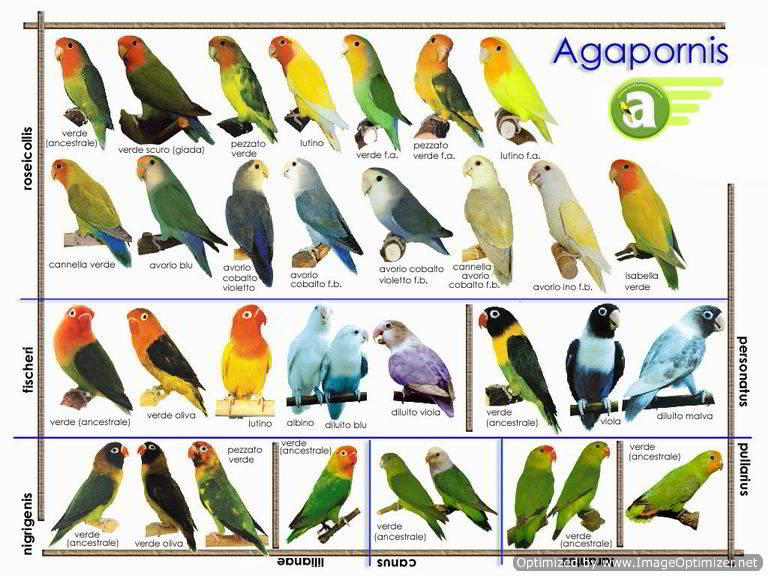 Agapornis
a
roseicollis
verde
(ancestrale)
verde scuro (giada)
pezzato
verde
lutino
verde f.a.
pezzato
verde f.a.
lutino f.a.
cannella verde
avorio blu
avorio
cobalto
violetto
avorio
cobalto f.b.
avorio cobalto
violetto f.b.
cannella
avorio
cobalto f.b.
avorio ino f.b.
isabella
verde
fischeri
verde (ancestrale)
verde oliva
lutino
albino
diluito blu
diluito viola
verde
(ancestrale)
viola
diluito malva
personatus
nigrigenis
verde
(ancestrale)
verde oliva
pezzato
verde
verde
(ancestrale)
lilianae
verde
(ancestrale)
canus
verde
(ancestrale)
verde
(ancestrale)
pullarius
Optimized by www.ImageOptimizer.net